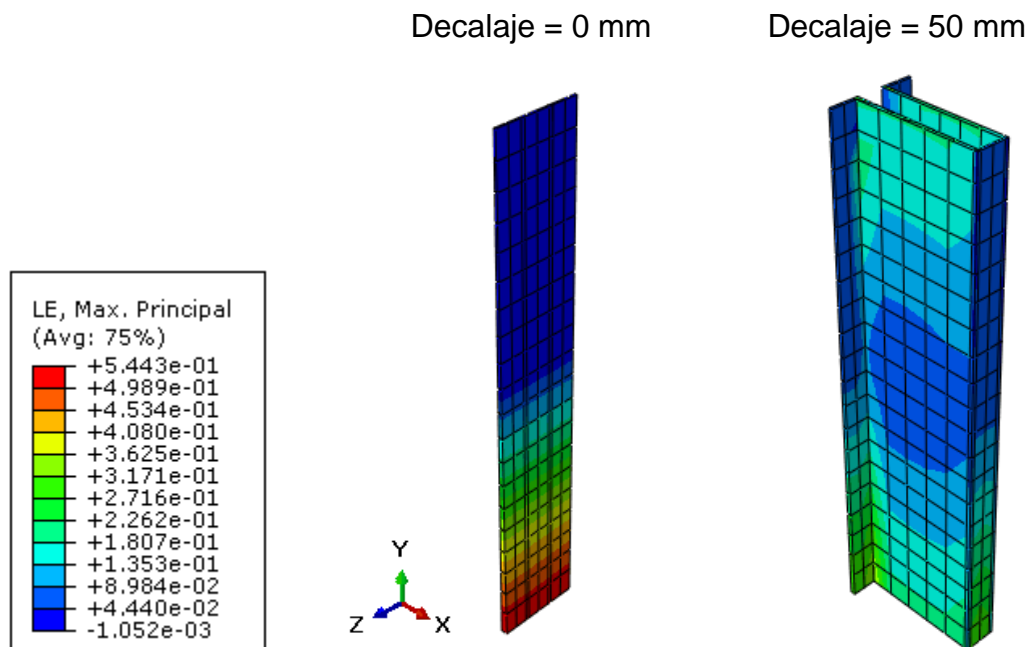 Decalaje = 0 mm
Decalaje = 50 mm
LE, Max. Principal
(Avg: 75%)
+5.443e-01
+4.989e-01
+4.534e-01
+4.080e-01
+3.625e-01
+3.171e-01
+2.716e-01
+2.262e-01
+1.807e-01
+1.353e-01
+8.984e-02
+4.440e-02
-1.052e-03
Y
Z
X